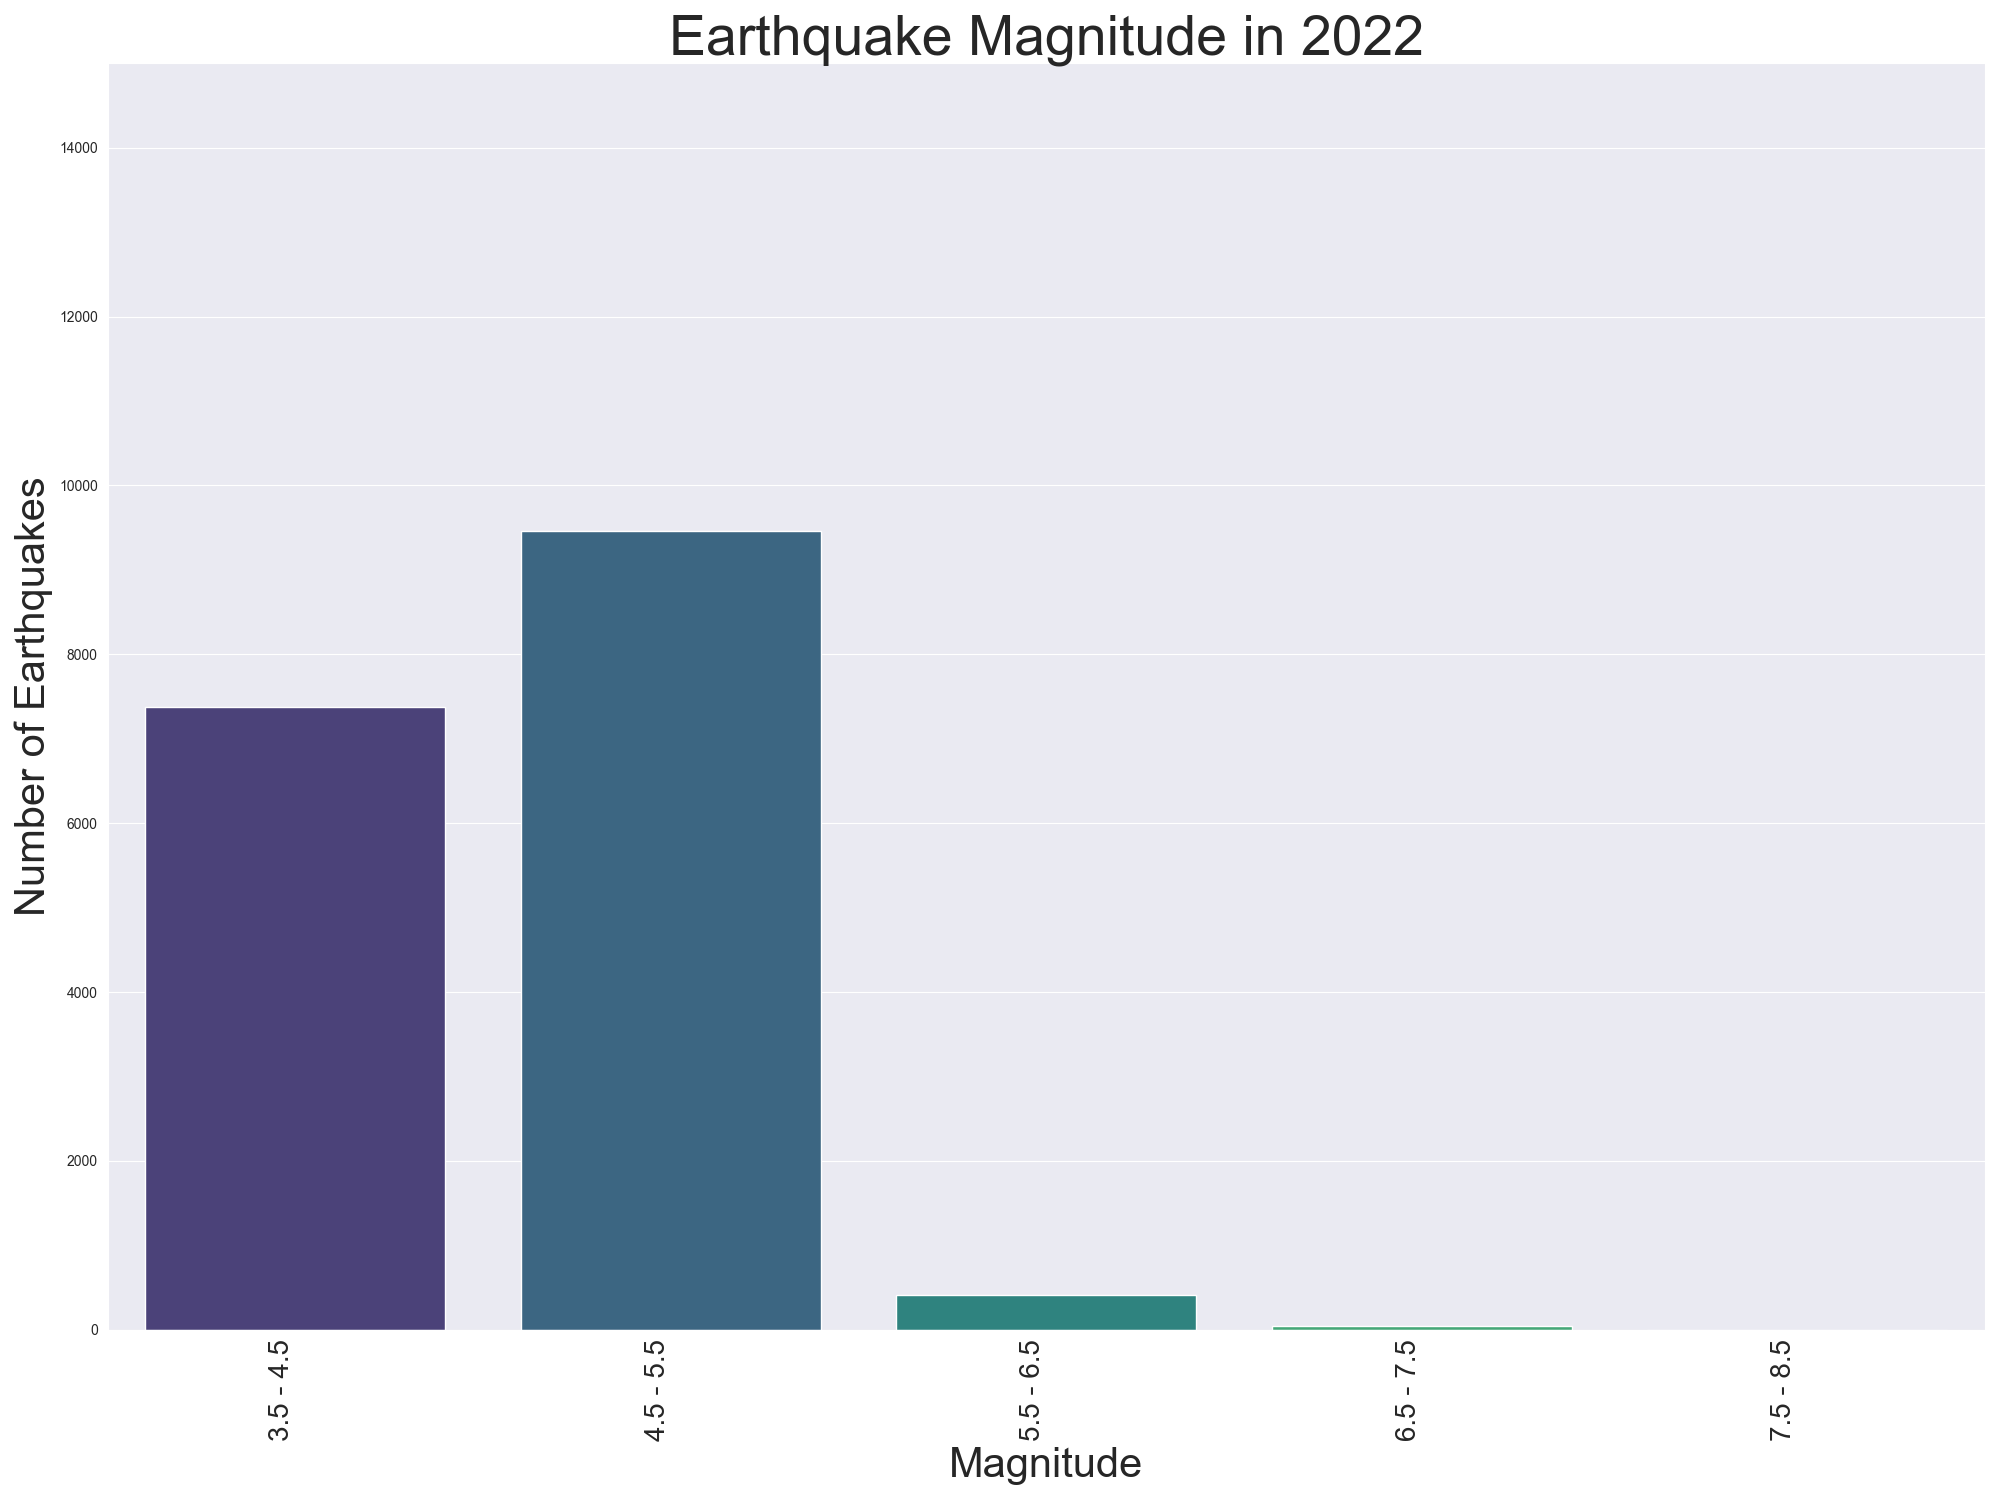 Earthquake Magnitude in 2022
Number of Earthquakes
14000
12000
10000
8000
6000
4000
2000
0
3.5 - 4.5
4.5 - 5.5
5.5 - 6.5
6.5 - 7.5
7.5 - 8.5
Magnitude